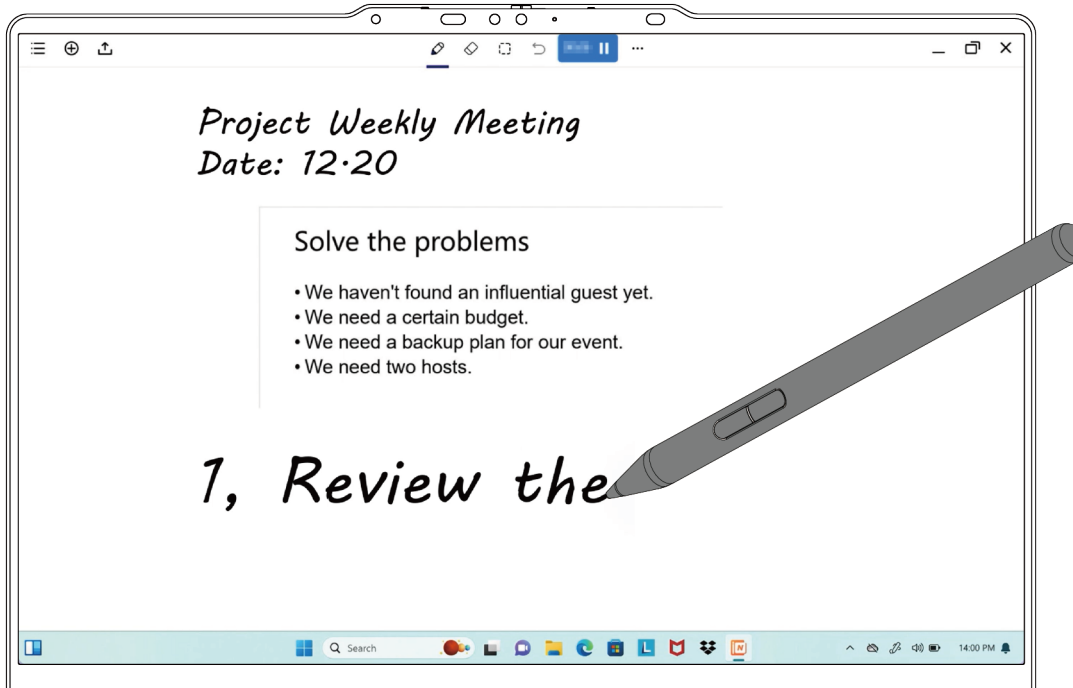 Project Weekly Meeting
Date: 12·20
Solve the problems
• We haven't found an influential guest yet.
• We need a certain budget.
• We need a backup plan for our event.
• We need two hosts.
1, Review the
Search
L
N
14:00 PM